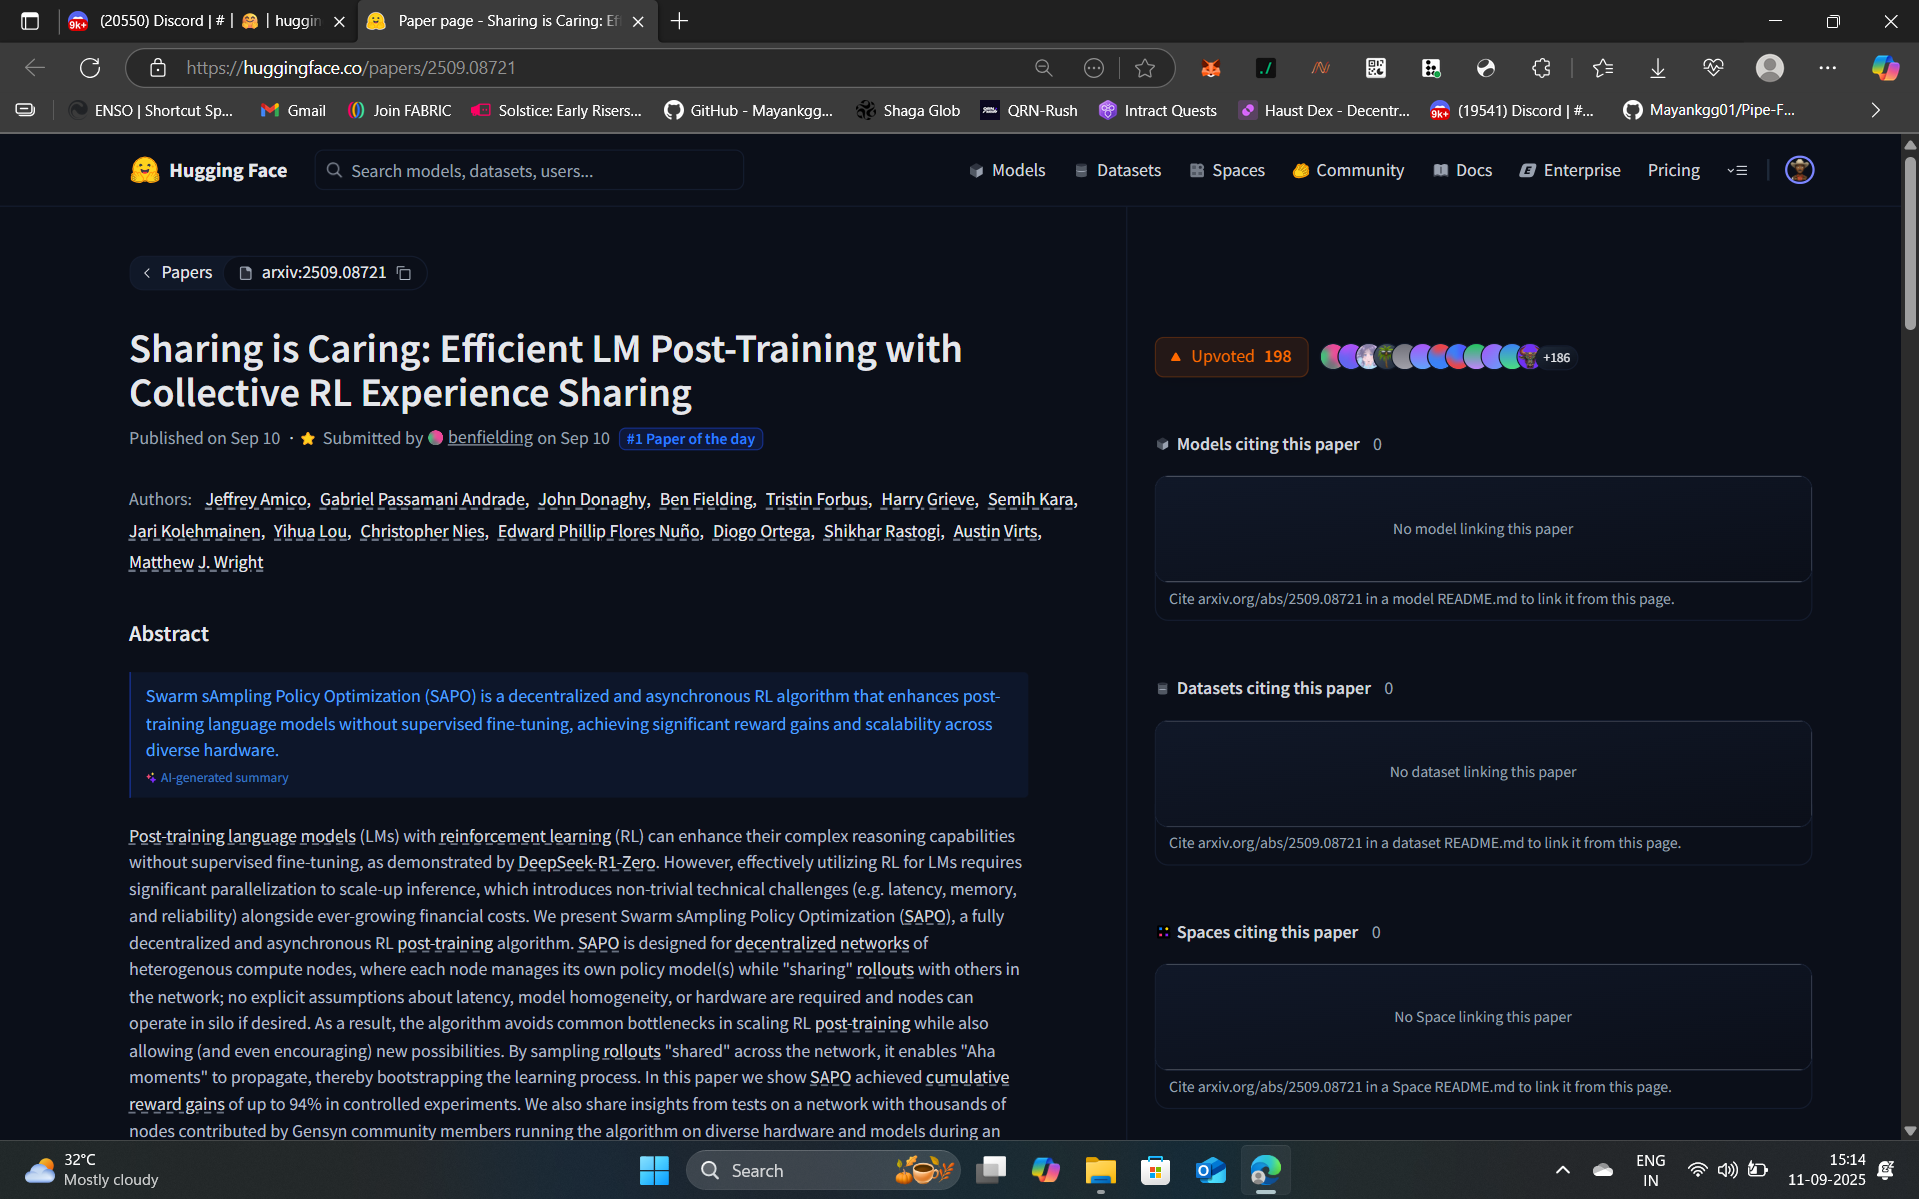 9k+ (20550) Discord | # | 🤗 | huggin
Paper page - Sharing is Caring: Ef
https://huggingface.co/papers/2509.08721
ENSO | Shortcut Sp...
Gmail
Join FABRIC
Solstice: Early Risers...
GitHub - Mayankgg...
Shaga Glob
QRN-Rush
Intract Quests
Haust Dex - Decentr...
9k+ (19541) Discord | #...
Mayankgg01/Pipe-F...
Hugging Face
Search models, datasets, users...
Models
Datasets
Spaces
Community
Docs
Enterprise
Pricing
Papers
arxiv:2509.08721
Sharing is Caring: Efficient LM Post-Training with
Collective RL Experience Sharing
Published on Sep 10 · Submitted by benfielding on Sep 10 #1 Paper of the day
Authors: Jeffrey Amico, Gabriel Passamani Andrade, John Donaghy, Ben Fielding, Tristin Forbus, Harry Grieve, Semih Kara,
Jari Kolehmainen, Yihua Lou, Christopher Nies, Edward Phillip Flores Nuño, Diogo Ortega, Shikhar Rastogi, Austin Virts,
Matthew J. Wright
Abstract
Swarm sAmpling Policy Optimization (SAPO) is a decentralized and asynchronous RL algorithm that enhances post-
training language models without supervised fine-tuning, achieving significant reward gains and scalability across
diverse hardware.
AI-generated summary
Post-training language models (LMs) with reinforcement learning (RL) can enhance their complex reasoning capabilities
without supervised fine-tuning, as demonstrated by DeepSeek-R1-Zero. However, effectively utilizing RL for LMs requires
significant parallelization to scale-up inference, which introduces non-trivial technical challenges (e.g. latency, memory,
and reliability) alongside ever-growing financial costs. We present Swarm sAmpling Policy Optimization (SAPO), a fully
decentralized and asynchronous RL post-training algorithm. SAPO is designed for decentralized networks of
heterogenous compute nodes, where each node manages its own policy model(s) while "sharing" rollouts with others in
the network; no explicit assumptions about latency, model homogeneity, or hardware are required and nodes can
operate in silo if desired. As a result, the algorithm avoids common bottlenecks in scaling RL post-training while also
allowing (and even encouraging) new possibilities. By sampling rollouts "shared" across the network, it enables "Aha
moments" to propagate, thereby bootstrapping the learning process. In this paper we show SAPO achieved cumulative
reward gains of up to 94% in controlled experiments. We also share insights from tests on a network with thousands of
nodes contributed by Gensyn community members running the algorithm on diverse hardware and models during an
Upvoted 198
+186
Models citing this paper 0
No model linking this paper
Cite arxiv.org/abs/2509.08721 in a model README.md to link it from this page.
Datasets citing this paper 0
No dataset linking this paper
Cite arxiv.org/abs/2509.08721 in a dataset README.md to link it from this page.
Spaces citing this paper 0
No Space linking this paper
Cite arxiv.org/abs/2509.08721 in a Space README.md to link it from this page.
32°C
Mostly cloudy
Search
ENG
IN
15:14
11-09-2025